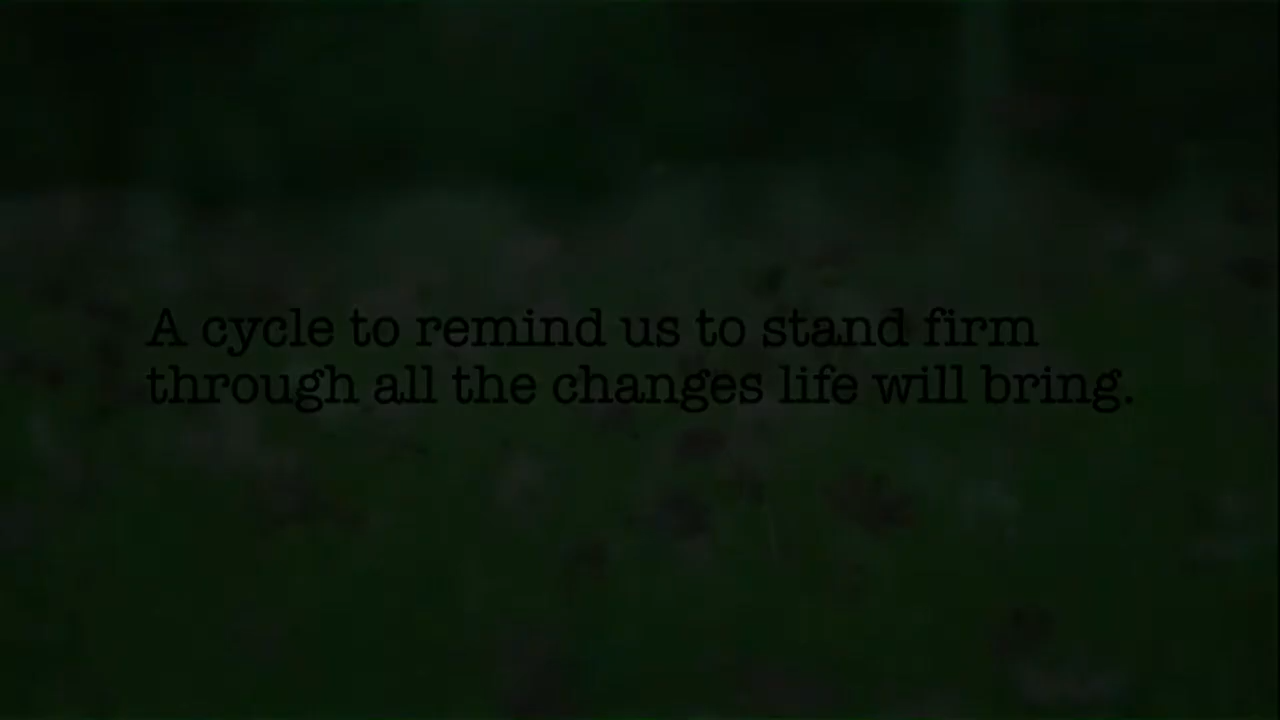 A cycle to remind us to stand firm
through all the changes life will bring.